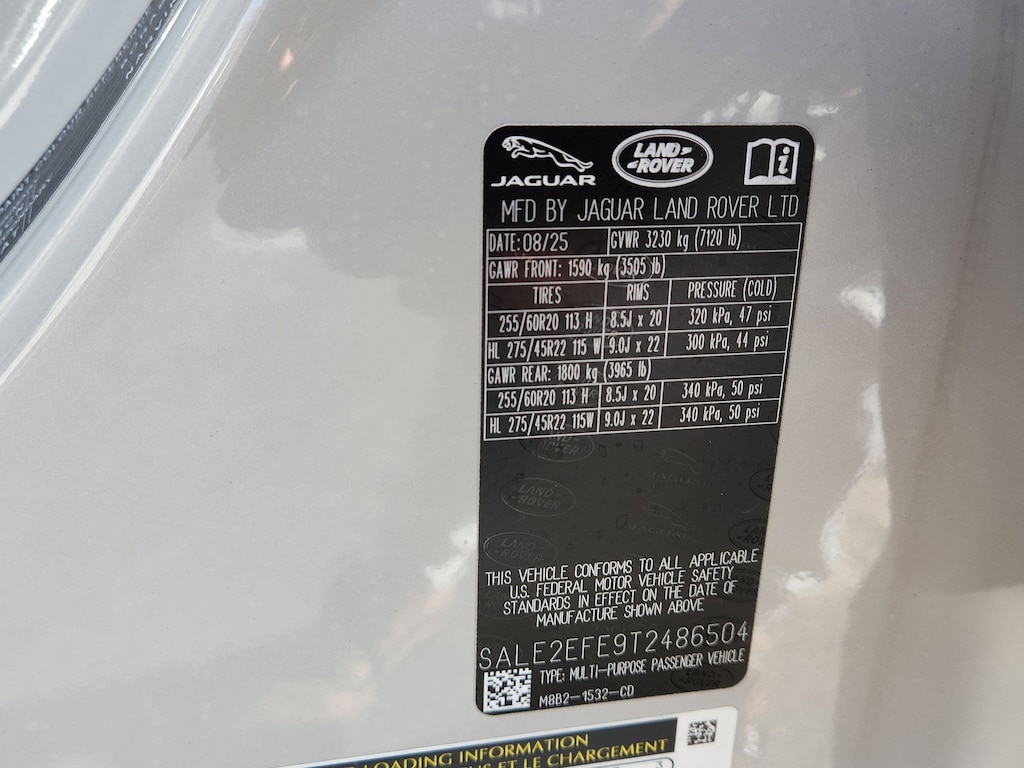 JAGUAR
LAND-
-ROVER
MFD BY JAGUAR LAND ROVER LTD
DATE: 08/25 GVWR 3230 kg (7120 lb)
GAWR FRONT: 1590 kg (3505 lb)
TIRES RIMS PRESSURE (COLD)
255/60R20 113 H 8.5J x 20 320 kPa, 47 psi
HL 275/45R22 115 W 9.0J x 22 300 kPa, 44 psi
GAWR REAR: 1800 kg (3965 lb)
255/60R20 113 H 8.5J x 20 340 kPa, 50 psi
HL 275/45R22 115W 9.0J x 22 340 kPa, 50 psi
LAND-
-ROVER
LAND-
-ROVER
THIS VEHICLE CONFORMS TO ALL APPLICABLE
U.S. FEDERAL MOTOR VEHICLE SAFETY
STANDARDS IN EFFECT ON THE DATE OF
MANUFACTURE SHOWN ABOVE
SALE2EFE9T2486504
TYPE: MULTI-PURPOSE PASSENGER VEHICLE
M8B2-1532-CD
LOADING INFORMATION
ET LE CHARGEMENT